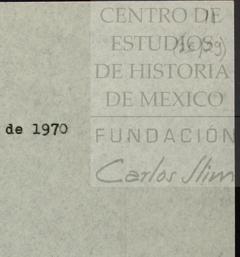 CENTRO DE
ESTUDIOS
DE HISTORIA
DE MEXICO
de 1970
FUNDACIÓN
Carlos Slim